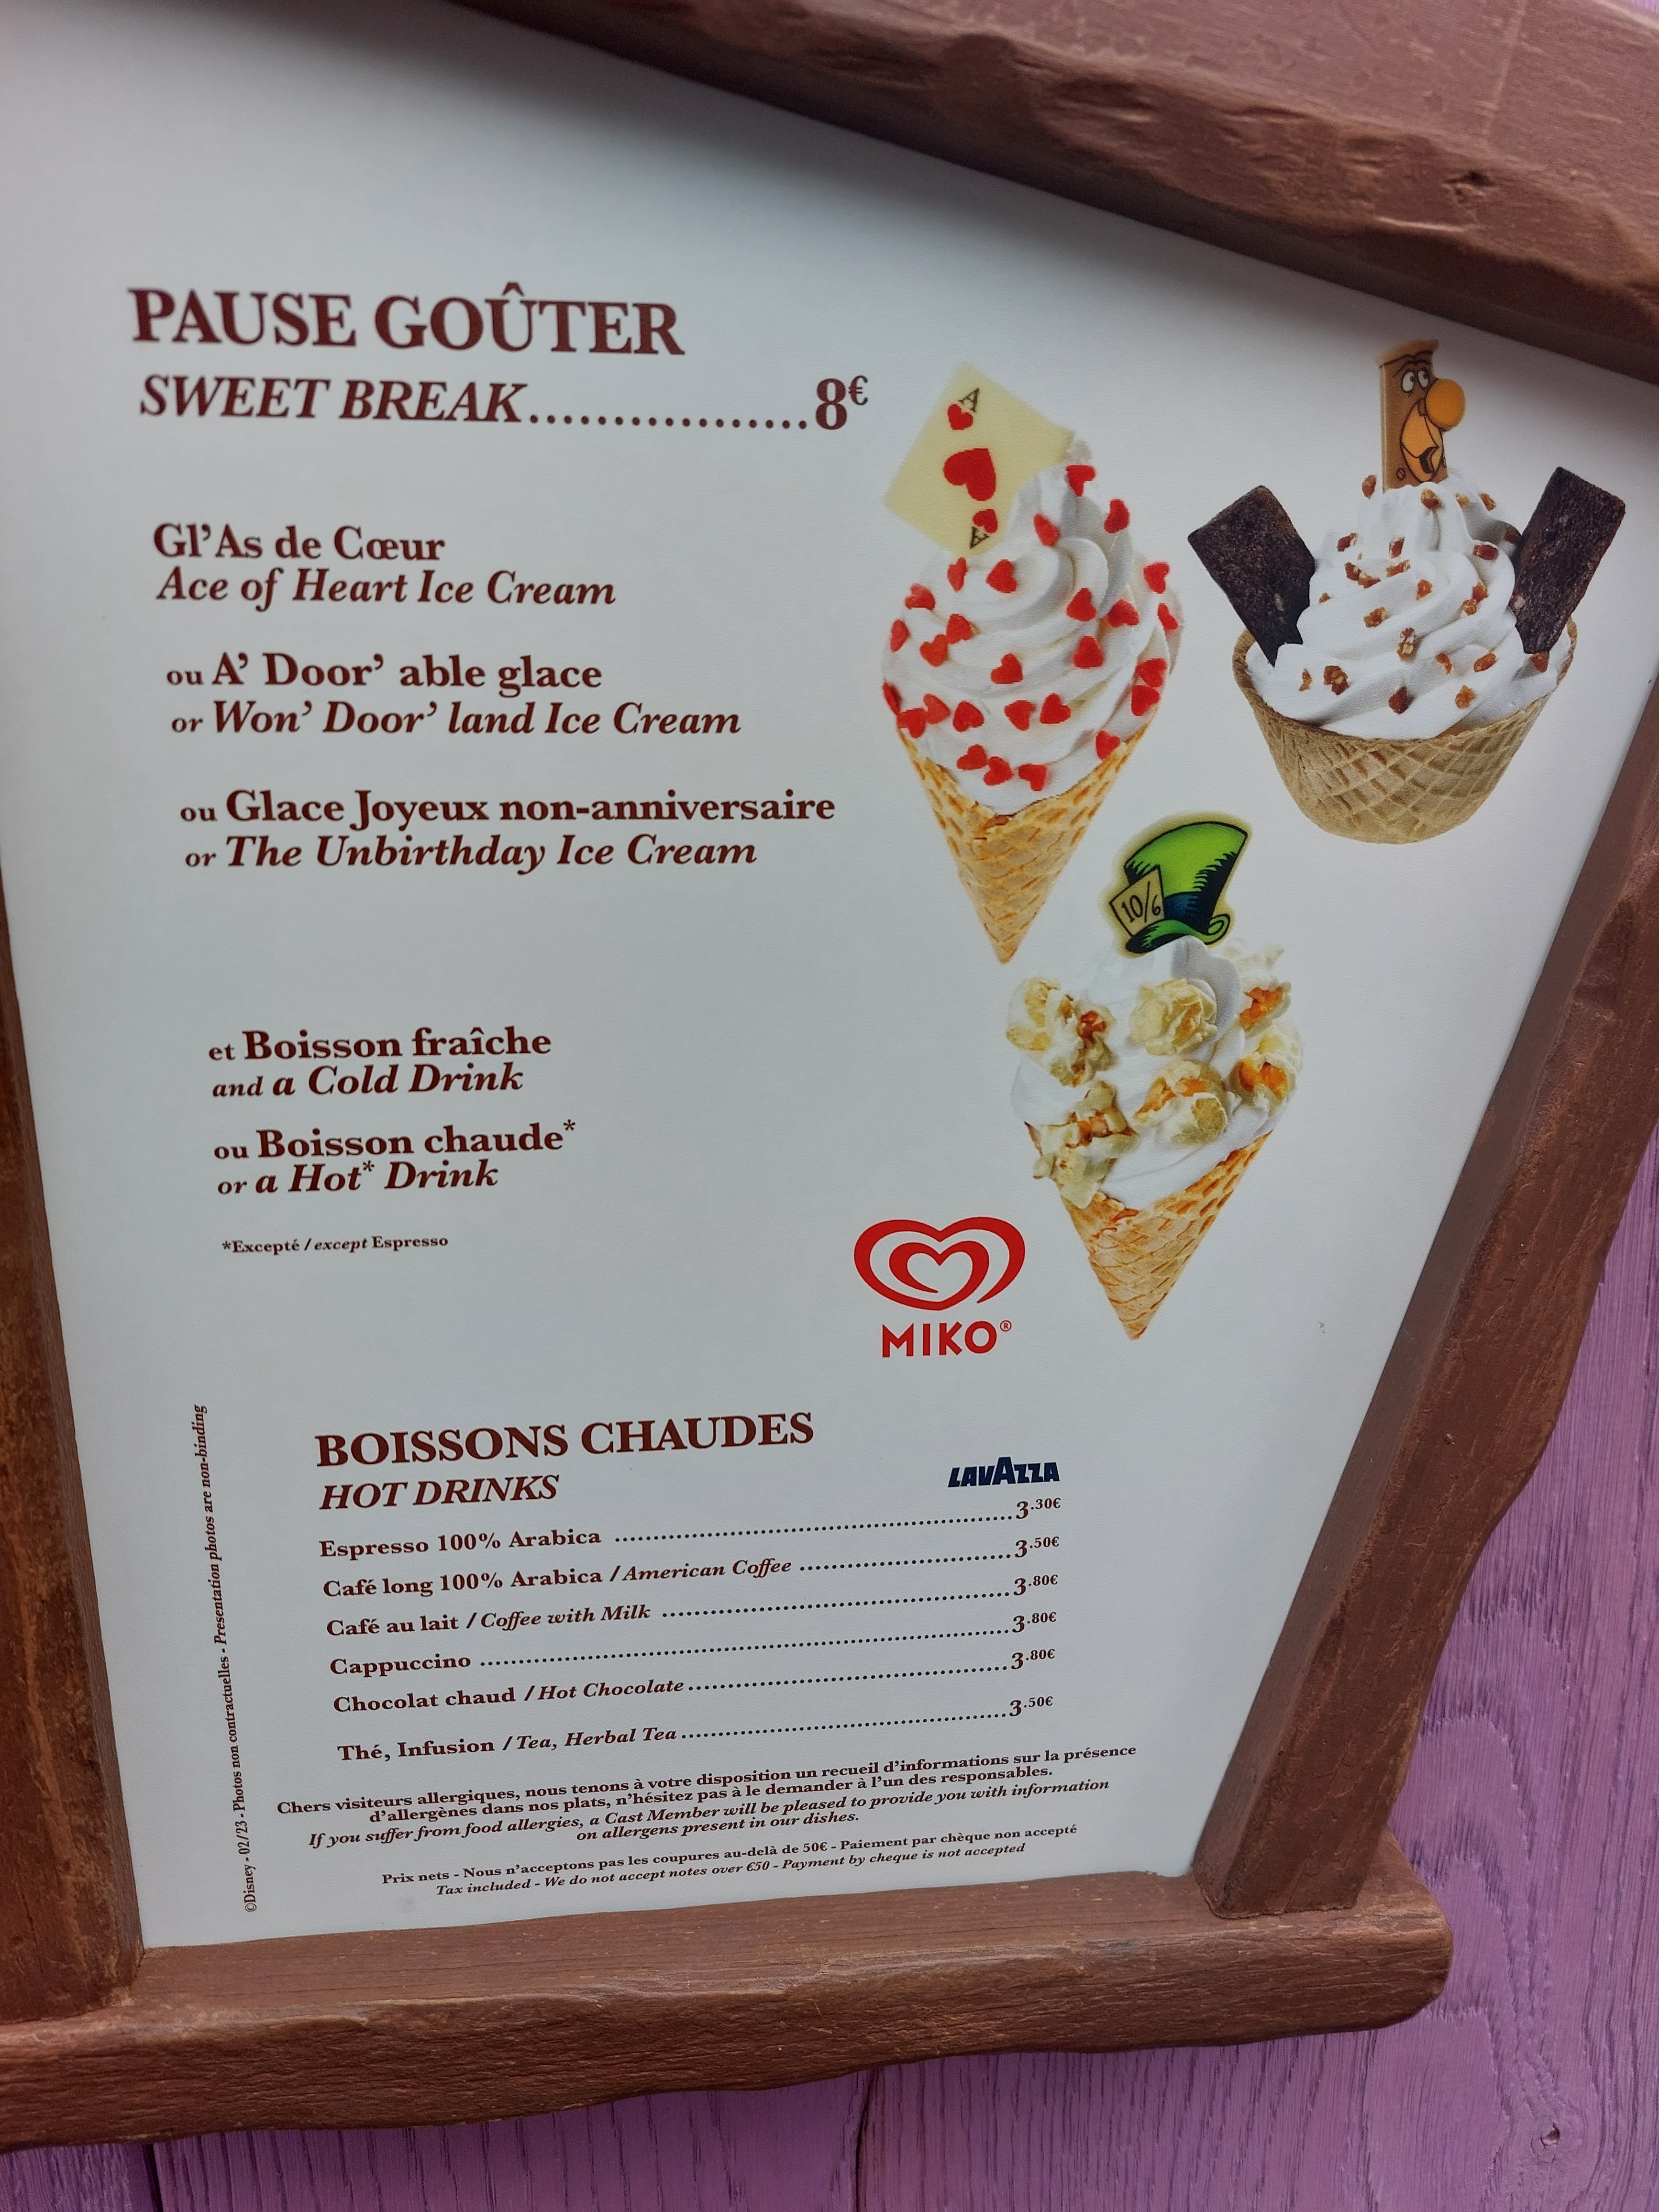 PAUSE GOÛTER
SWEET BREAK.................8€
Gl'As de Cœur
Ace of Heart Ice Cream
ou A' Door' able glace
or Won' Door' land Ice Cream
ou Glace Joyeux non-anniversaire
or The Unbirthday Ice Cream
et Boisson fraîche
and a Cold Drink
ou Boisson chaude*
or a Hot* Drink
*Excepté / except Espresso
A
A
10/6
MIKO®
BOISSONS CHAUDES
HOT DRINKS
LAVAZZA
Espresso 100% Arabica ........................................3.30€
Café long 100% Arabica / American Coffee ........................................3.50€
Café au lait / Coffee with Milk ........................................3.80€
Cappuccino ........................................3.80€
Chocolat chaud / Hot Chocolate........................................3.80€
Thé, Infusion / Tea, Herbal Tea........................................3.50€
Chers visiteurs allergiques, nous tenons à votre disposition un recueil d'informations sur la présence
d'allergènes dans nos plats, n'hésitez pas à le demander à l'un des responsables.
If you suffer from food allergies, a Cast Member will be pleased to provide you with information
on allergens present in our dishes.
Prix nets - Nous n'acceptons pas les coupures au-delà de 50€ - Paiement par chèque non accepté
Tax included - We do not accept notes over €50 - Payment by cheque is not accepted
©Disney - 02/23 - Photos non contractuelles - Presentation photos are non-binding